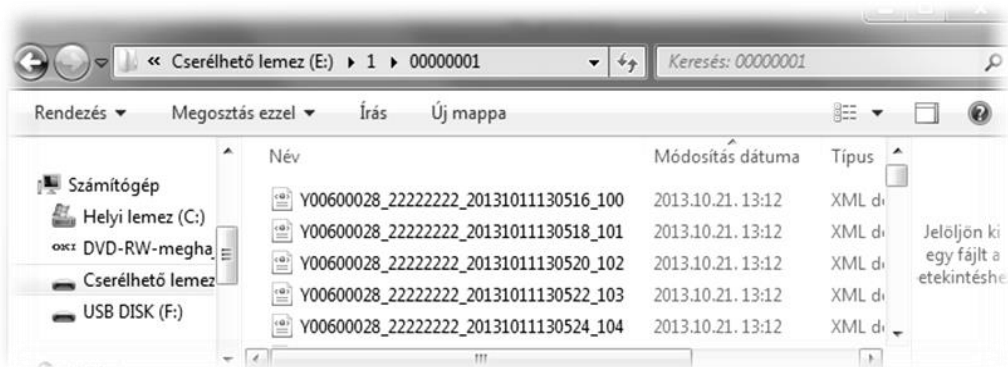 « Cserélhető lemez (E:) ▸ 1 ▸ 00000001
Keresés: 00000001
Rendezés Megosztás ezzel Írás Új mappa
Név Módosítás dátuma Típus
Számítógép
Helyi lemez (C:)
DVD-RW-megha
Cserélhető lemez
USB DISK (F:)
Y00600028_22222222_20131011130516_100 2013.10.21. 13:12 XML d
Y00600028_22222222_20131011130518_101 2013.10.21. 13:12 XML d
Y00600028_22222222_20131011130520_102 2013.10.21. 13:12 XML d
Y00600028_22222222_20131011130522_103 2013.10.21. 13:12 XML d
Y00600028_22222222_20131011130524_104 2013.10.21. 13:12 XML d
Jelöljön ki
egy fájlt a
etekintéshe